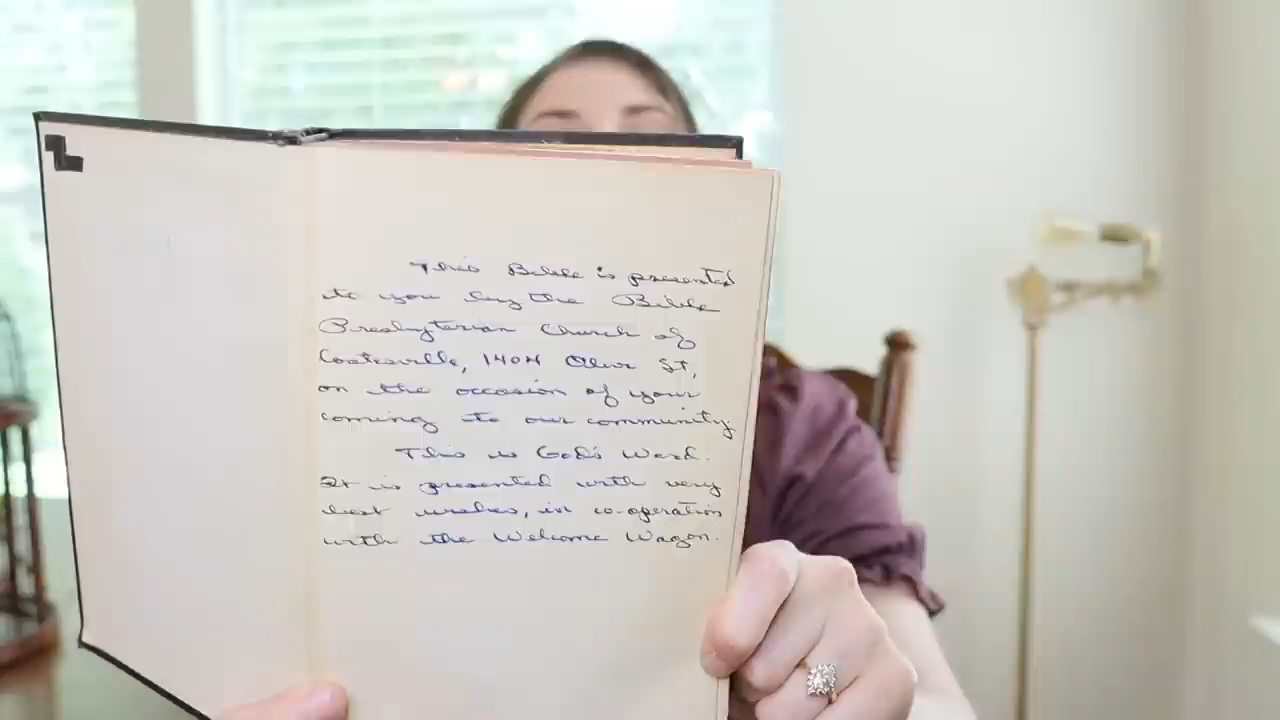 This Bible is presented
to you by the Bible
Presbyterian Church of
Coatesville, 1404 Olive St,
on the occasion of your
coming to our community.
This is God's Word.
It is presented with very
best wishes, in co-operation
with the Welcome Wagon.